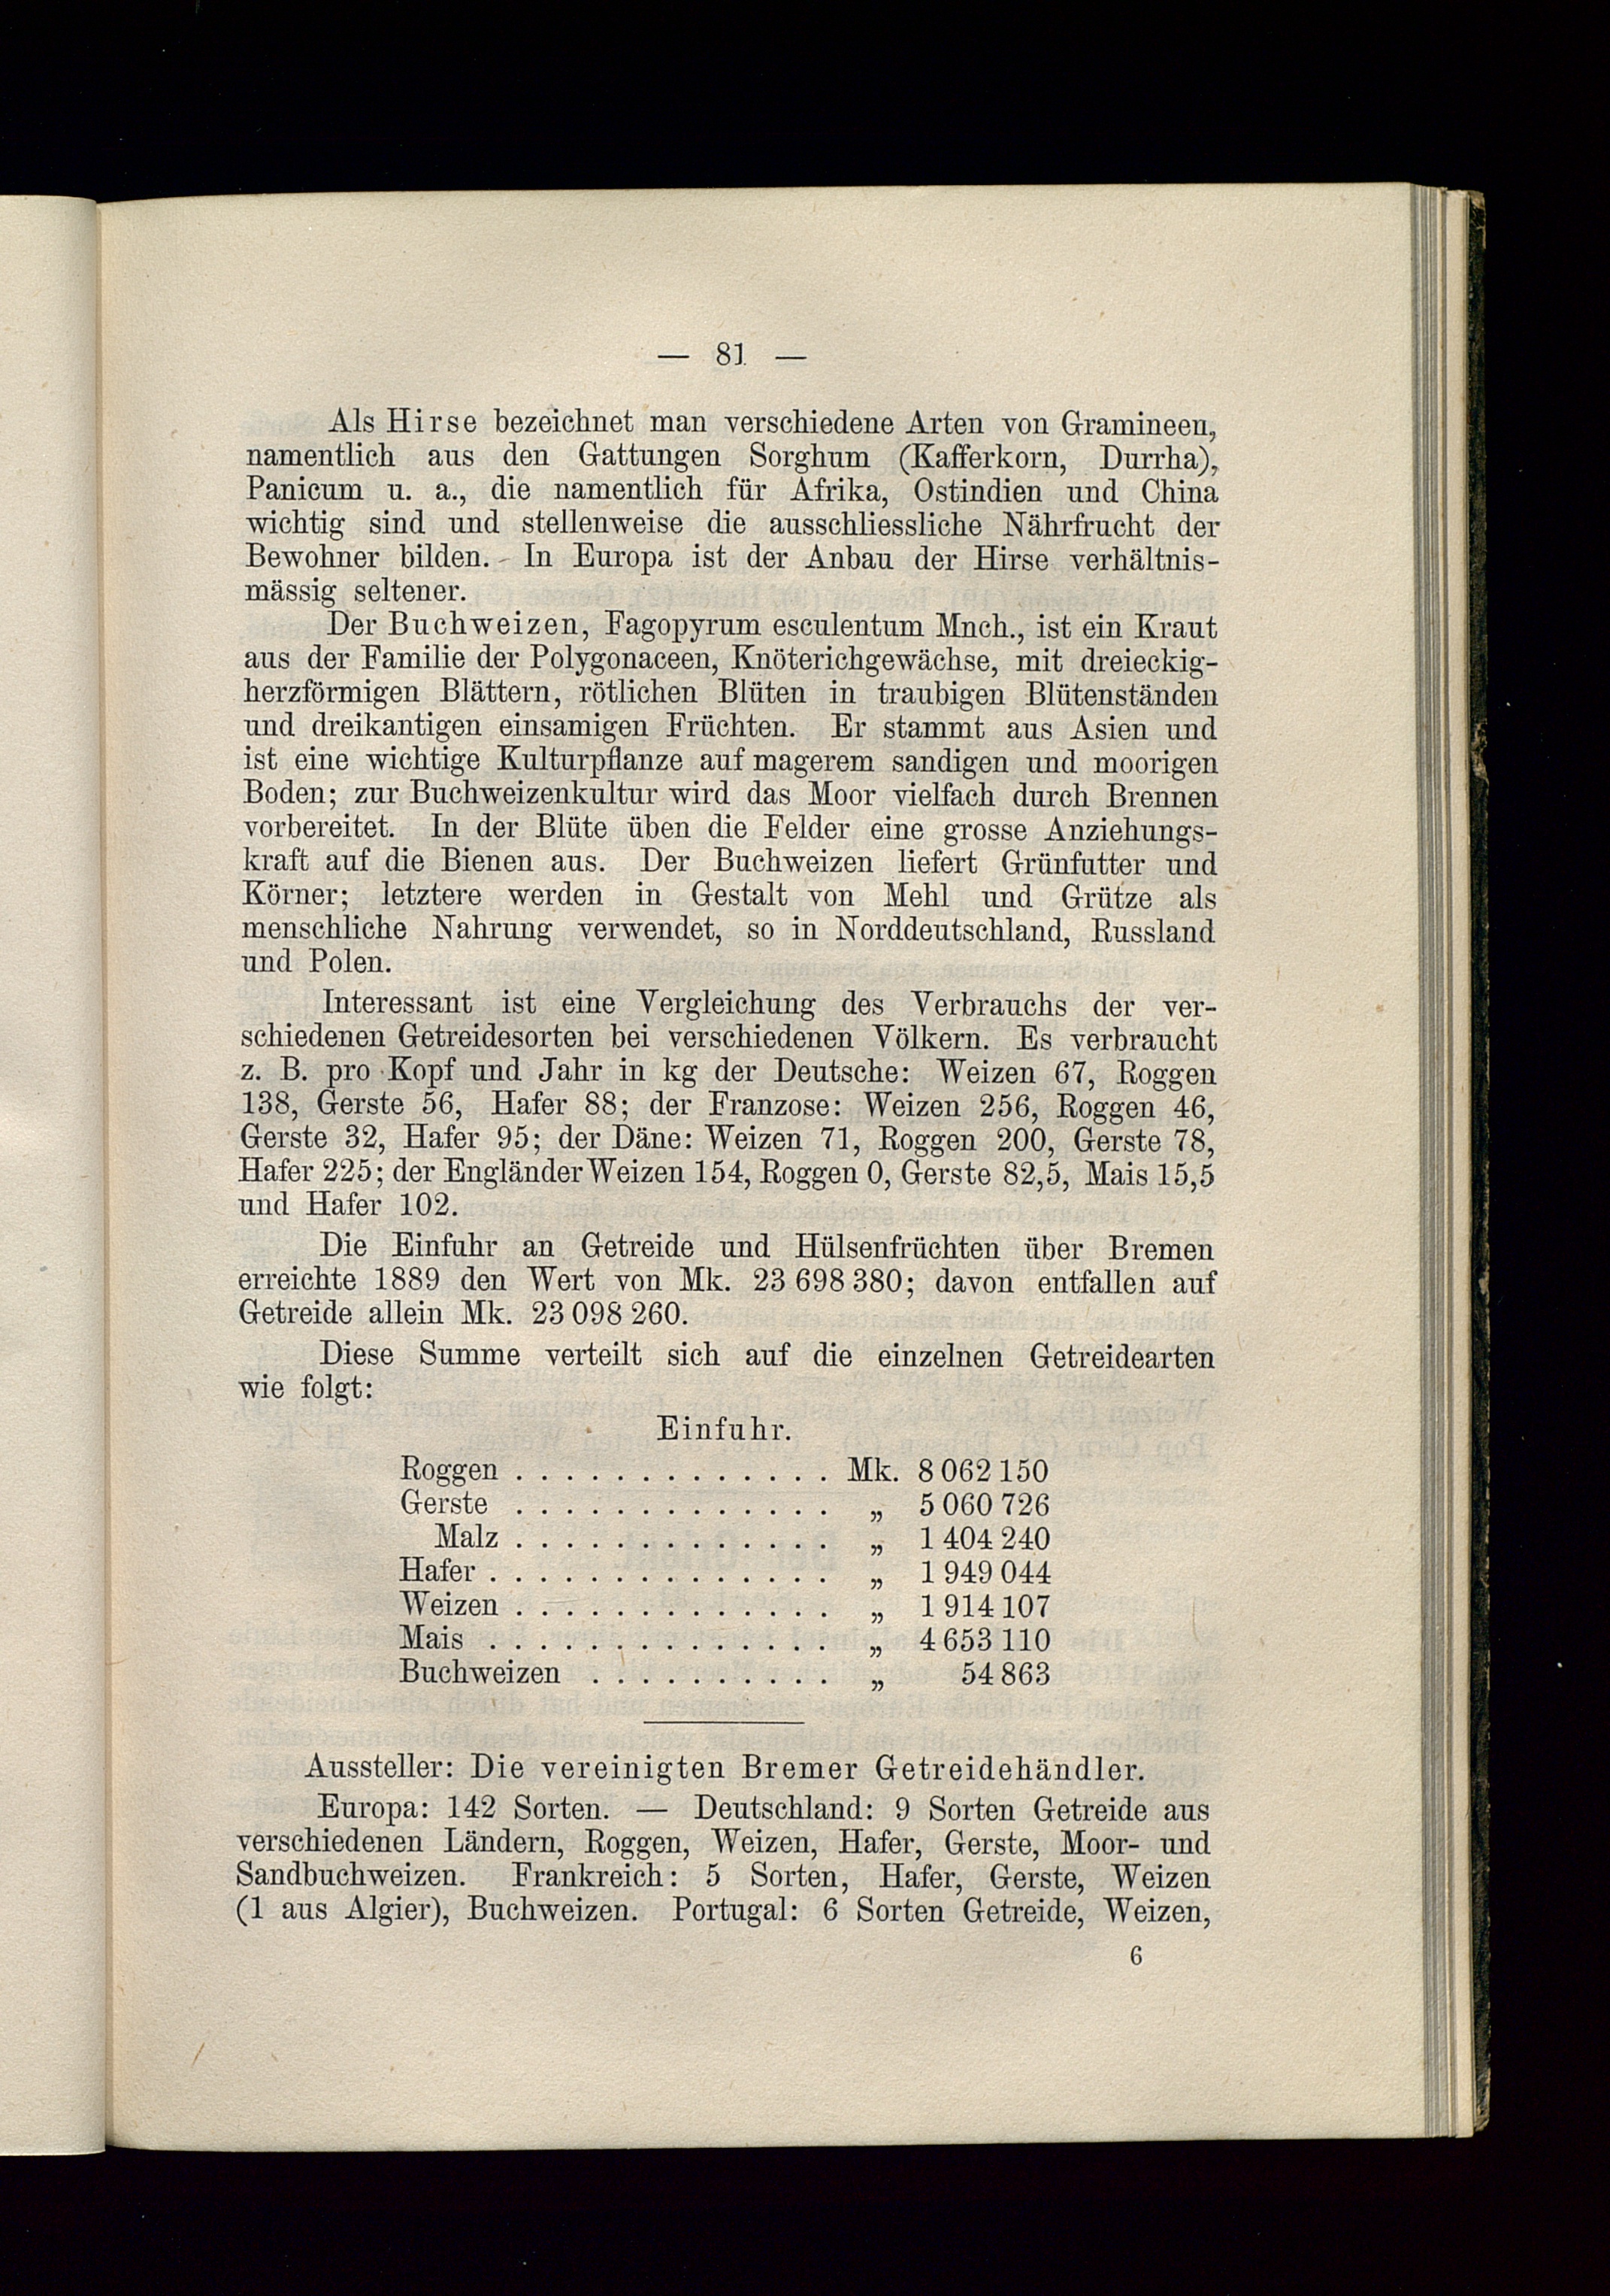 — 81 —
Als Hirse bezeichnet man verschiedene Arten von Gramineen,
namentlich aus den Gattungen Sorghum (Kafferkorn, Durrha),
Panicum u. a., die namentlich für Afrika, Ostindien und China
wichtig sind und stellenweise die ausschliessliche Nährfrucht der
Bewohner bilden. In Europa ist der Anbau der Hirse verhältnis-
mässig seltener.
Der Buchweizen, Fagopyrum esculentum Mnch., ist ein Kraut
aus der Familie der Polygonaceen, Knöterichgewächse, mit dreieckig-
herzförmigen Blättern, rötlichen Blüten in traubigen Blütenständen
und dreikantigen einsamigen Früchten. Er stammt aus Asien und
ist eine wichtige Kulturpflanze auf magerem sandigen und moorigen
Boden; zur Buchweizenkultur wird das Moor vielfach durch Brennen
vorbereitet. In der Blüte üben die Felder eine grosse Anziehungs-
kraft auf die Bienen aus. Der Buchweizen liefert Grünfutter und
Körner; letztere werden in Gestalt von Mehl und Grütze als
menschliche Nahrung verwendet, so in Norddeutschland, Russland
und Polen.
Interessant ist eine Vergleichung des Verbrauchs der ver-
schiedenen Getreidesorten bei verschiedenen Völkern. Es verbraucht
z. B. pro Kopf und Jahr in kg der Deutsche: Weizen 67, Roggen
138, Gerste 56, Hafer 88; der Franzose: Weizen 256, Roggen 46,
Gerste 32, Hafer 95; der Däne: Weizen 71, Roggen 200, Gerste 78,
Hafer 225; der Engländer Weizen 154, Roggen 0, Gerste 82,5, Mais 15,5
und Hafer 102.
Die Einfuhr an Getreide und Hülsenfrüchten über Bremen
erreichte 1889 den Wert von Mk. 23 698 380; davon entfallen auf
Getreide allein Mk. 23 098 260.
Diese Summe verteilt sich auf die einzelnen Getreidearten
wie folgt:
Einfuhr.
Roggen . . . . . . . . . . . . . Mk. 8 062 150
Gerste . . . . . . . . . . . . . „ 5 060 726
Malz . . . . . . . . . . . . . „ 1 404 240
Hafer . . . . . . . . . . . . . . „ 1 949 044
Weizen . . . . . . . . . . . . . „ 1 914 107
Mais . . . . . . . . . . . . . . „ 4 653 110
Buchweizen . . . . . . . . . . „ 54 863
Aussteller: Die vereinigten Bremer Getreidehändler.
Europa: 142 Sorten. — Deutschland: 9 Sorten Getreide aus
verschiedenen Ländern, Roggen, Weizen, Hafer, Gerste, Moor- und
Sandbuchweizen. Frankreich: 5 Sorten, Hafer, Gerste, Weizen
(1 aus Algier), Buchweizen. Portugal: 6 Sorten Getreide, Weizen,
6